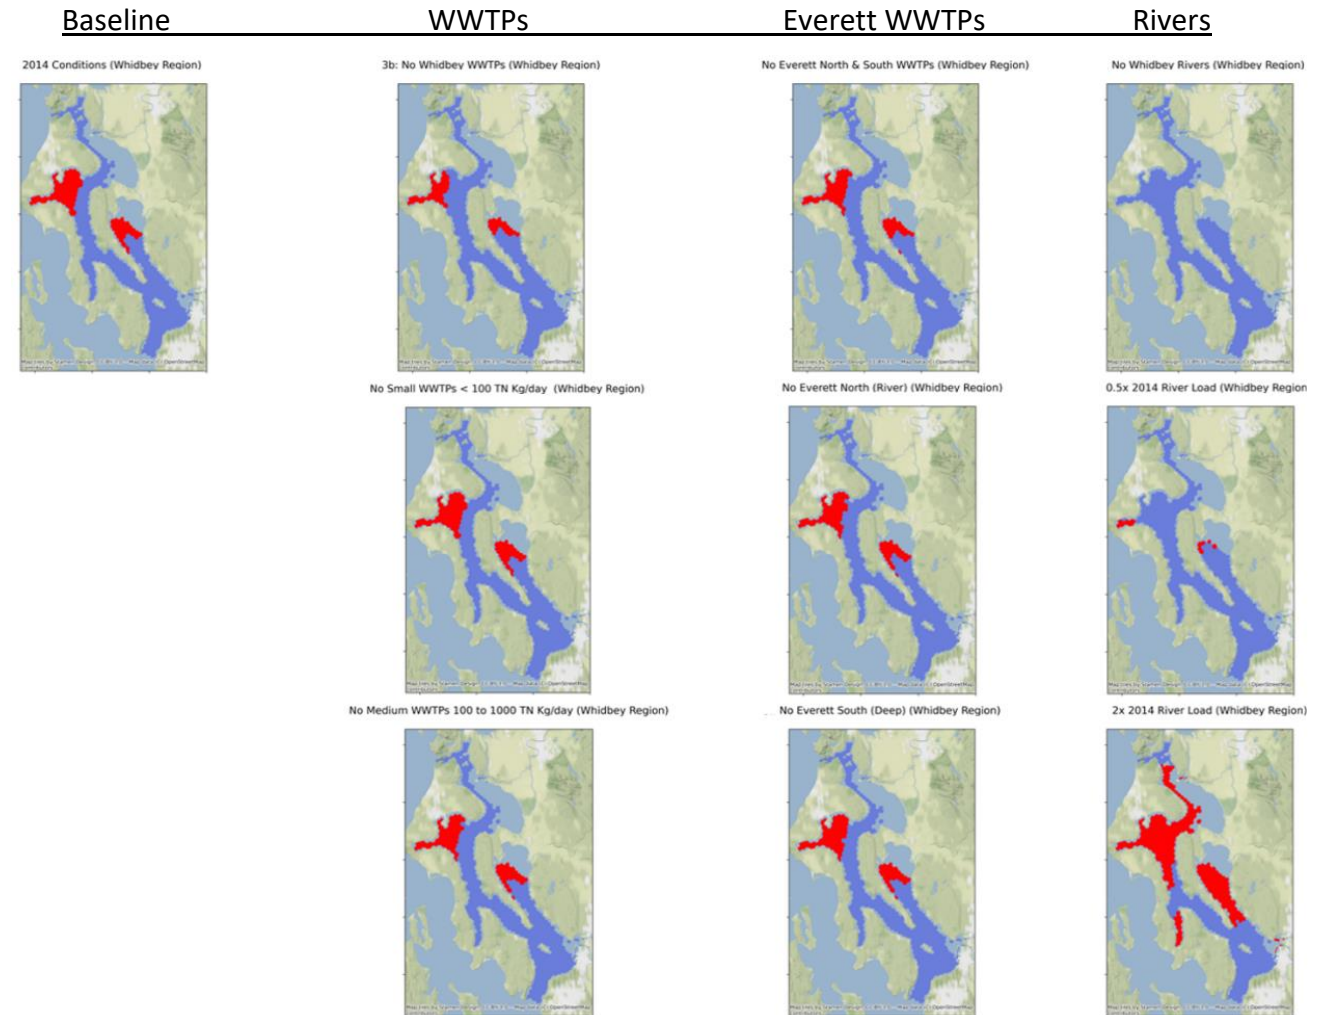 Baseline WWTPs Everett WWTPs Rivers
2014 Conditions (Whidbey Region) 3b: No Whidbey WWTPs (Whidbey Region) No Everett North & South WWTPs (Whidbey Region) No Whidbey Rivers (Whidbey Region)
No Small WWTPs < 100 TN Kg/day (Whidbey Region) No Everett North (River) (Whidbey Region) 0.5x 2014 River Load (Whidbey Region
No Medium WWTPs 100 to 1000 TN Kg/day (Whidbey Region) No Everett South (Deep) (Whidbey Region) 2x 2014 River Load (Whidbey Region)